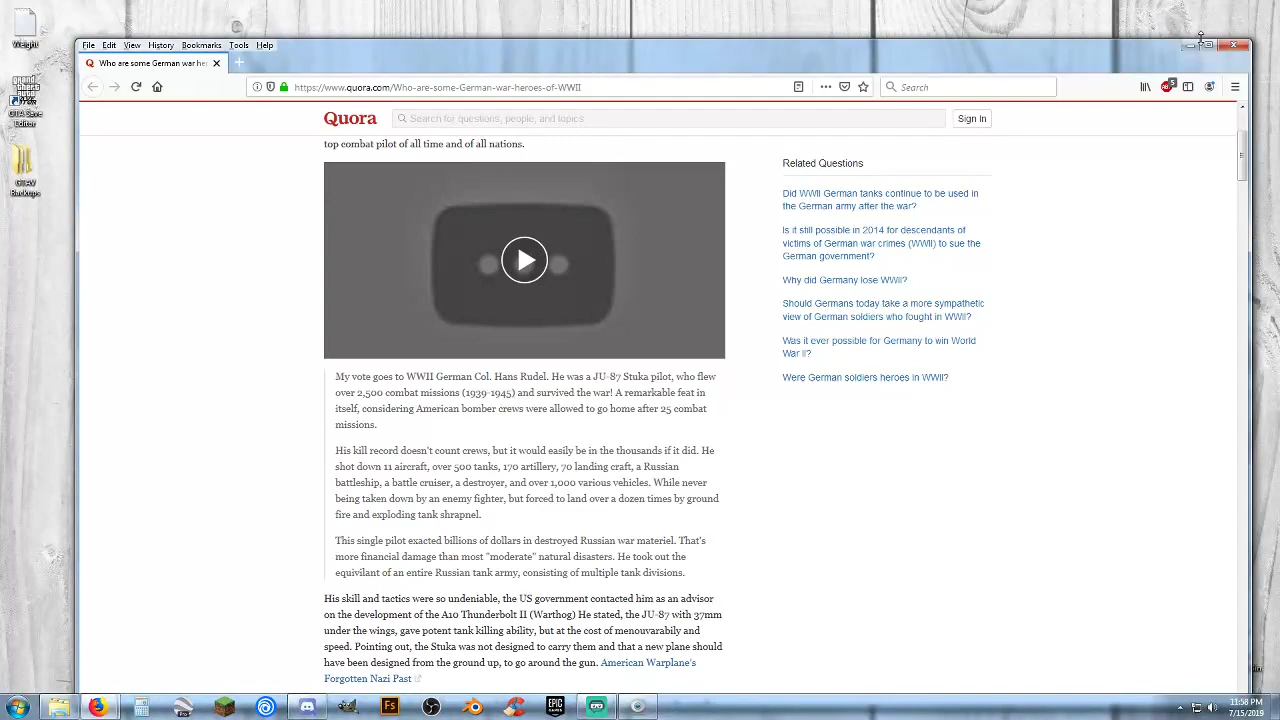 Weight
GTA Save
Editor
GTAV
Backups
File Edit View History Bookmarks Tools Help
Who are some German war her
https://www.quora.com/Who-are-some-German-war-heroes-of-WWII
Search
Quora
Search for questions, people, and topics
Sign In
top combat pilot of all time and of all nations.
My vote goes to WWII German Col. Hans Rudel. He was a JU-87 Stuka pilot, who flew
over 2,500 combat missions (1939-1945) and survived the war! A remarkable feat in
itself, considering American bomber crews were allowed to go home after 25 combat
missions.
His kill record doesn't count crews, but it would easily be in the thousands if it did. He
shot down 11 aircraft, over 500 tanks, 170 artillery, 70 landing craft, a Russian
battleship, a battle cruiser, a destroyer, and over 1,000 various vehicles. While never
being taken down by an enemy fighter, but forced to land over a dozen times by ground
fire and exploding tank shrapnel.
This single pilot exacted billions of dollars in destroyed Russian war materiel. That's
more financial damage than most "moderate" natural disasters. He took out the
equivilant of an entire Russian tank army, consisting of multiple tank divisions.
His skill and tactics were so undeniable, the US government contacted him as an advisor
on the development of the A10 Thunderbolt II (Warthog) He stated, the JU-87 with 37mm
under the wings, gave potent tank killing ability, but at the cost of menouvarabily and
speed. Pointing out, the Stuka was not designed to carry them and that a new plane should
have been designed from the ground up, to go around the gun. American Warplane's
Forgotten Nazi Past
Related Questions
Did WWII German tanks continue to be used in
the German army after the war?
Is it still possible in 2014 for descendants of
victims of German war crimes (WWII) to sue the
German government?
Why did Germany lose WWII?
Should Germans today take a more sympathetic
view of German soldiers who fought in WWII?
Was it ever possible for Germany to win World
War II?
Were German soldiers heroes in WWII?
Pro
Fs
EPIC
GAMES
11:58 PM
7/15/2019